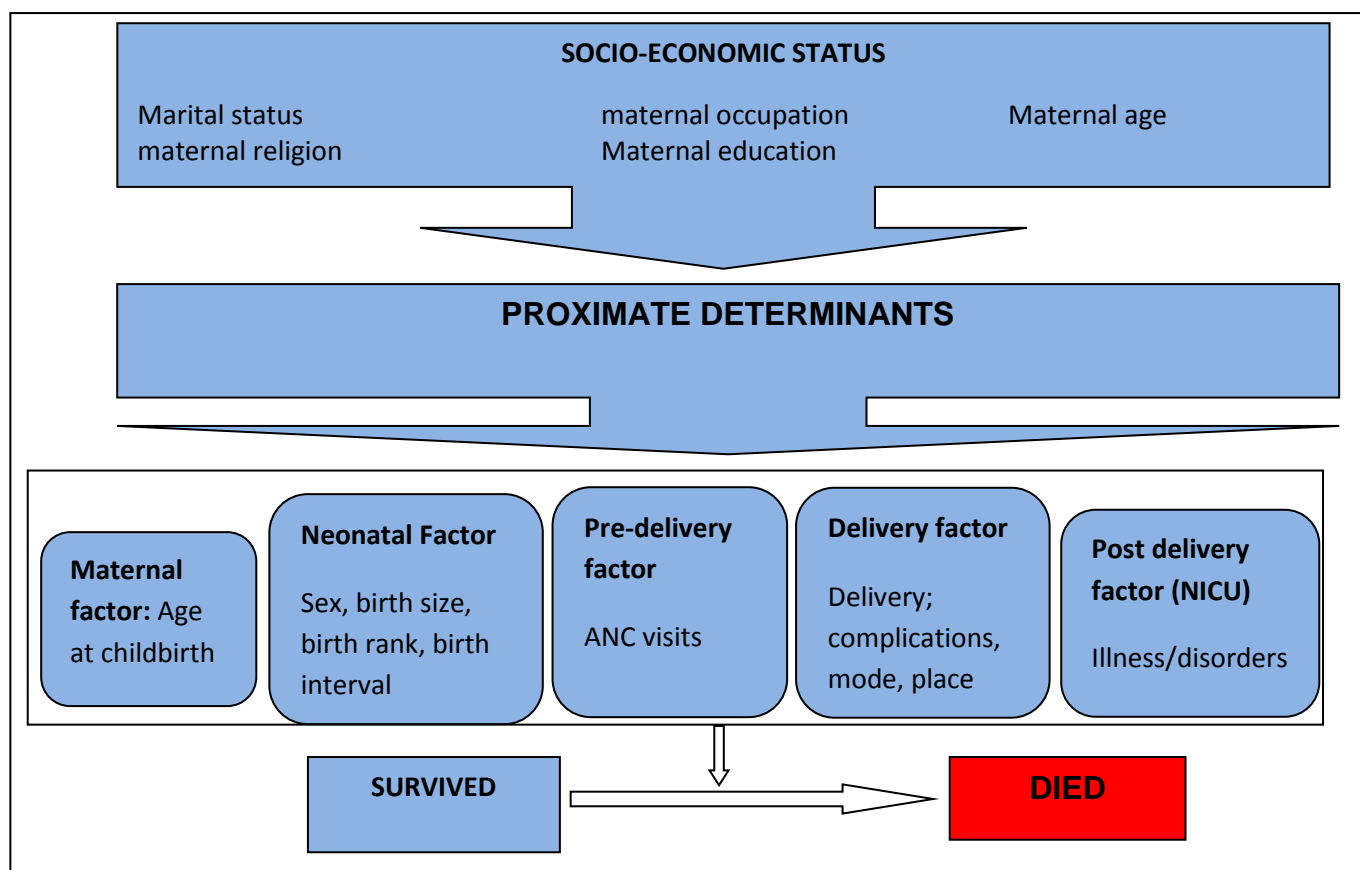 SOCIO-ECONOMIC STATUS
Marital status maternal occupation Maternal age
maternal religion Maternal education
PROXIMATE DETERMINANTS
Maternal
factor: Age
at childbirth
Neonatal Factor
Sex, birth size,
birth rank, birth
interval
Pre-delivery
factor
ANC visits
Delivery factor
Delivery;
complications,
mode, place
Post delivery
factor (NICU)
Illness/disorders
SURVIVED
DIED